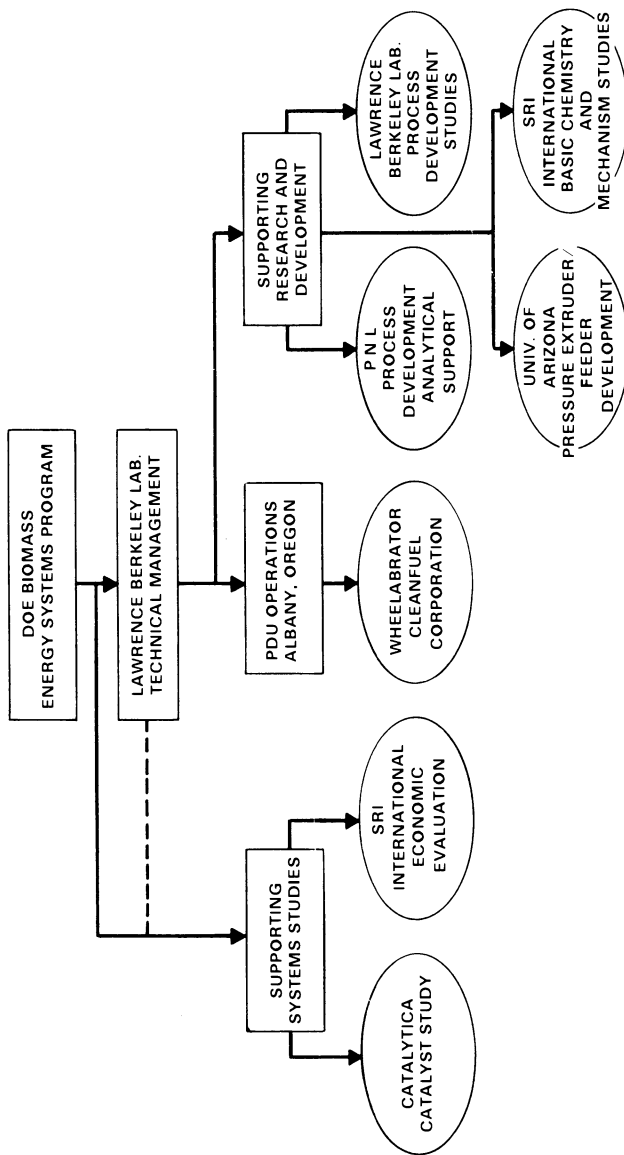 DOE BIOMASS
ENERGY SYSTEMS PROGRAM
LAWRENCE BERKELEY LAB.
TECHNICAL MANAGEMENT
SUPPORTING
SYSTEMS STUDIES
PDU OPERATIONS
ALBANY, OREGON
SUPPORTING
RESEARCH AND
DEVELOPMENT
CATALYTICA
CATALYST STUDY
SRI
INTERNATIONAL
ECONOMIC
EVALUATION
WHEELABRATOR
CLEANFUEL
CORPORATION
P N L
PROCESS
DEVELOPMENT
ANALYTICAL
SUPPORT
LAWRENCE
BERKELEY LAB.
PROCESS
DEVELOPMENT
STUDIES
UNIV. OF
ARIZONA
PRESSURE EXTRUDER/
FEEDER
DEVELOPMENT
SRI
INTERNATIONAL
BASIC CHEMISTRY
AND
MECHANISM STUDIES